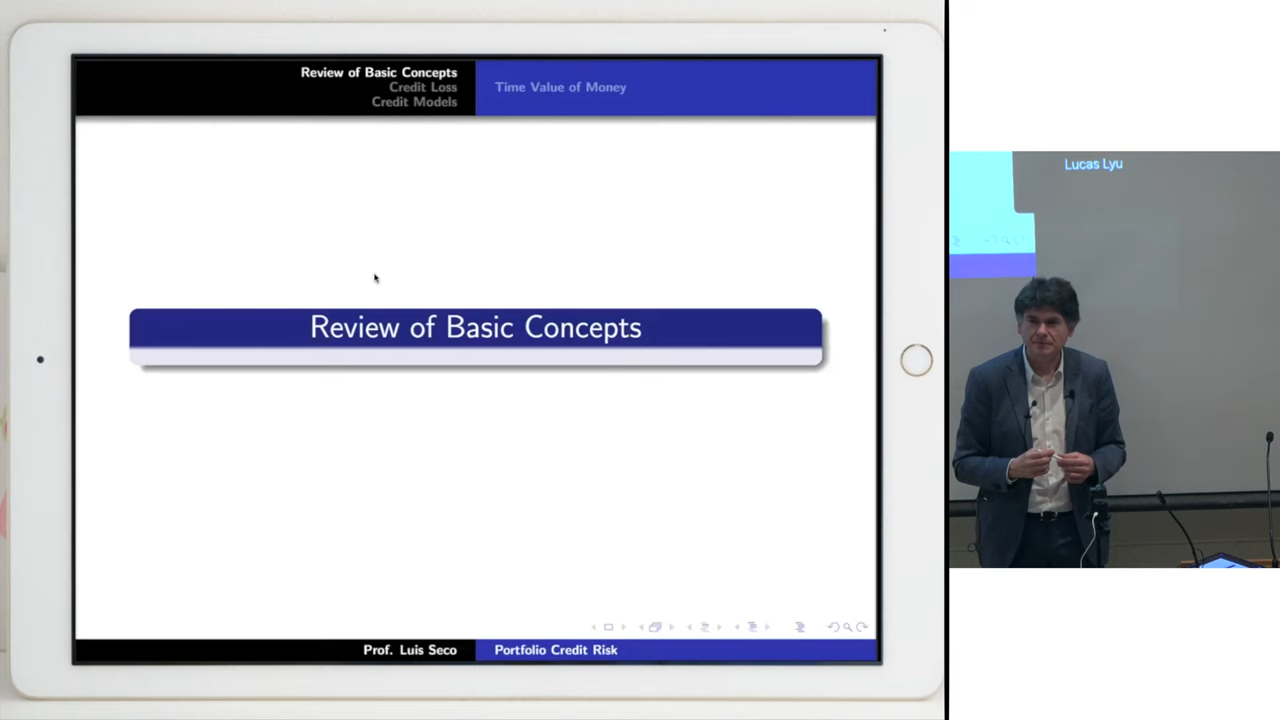 Review of Basic Concepts
Credit Loss
Credit Models
Time Value of Money
Review of Basic Concepts
Prof. Luis Seco
Portfolio Credit Risk
Lucas Lyu